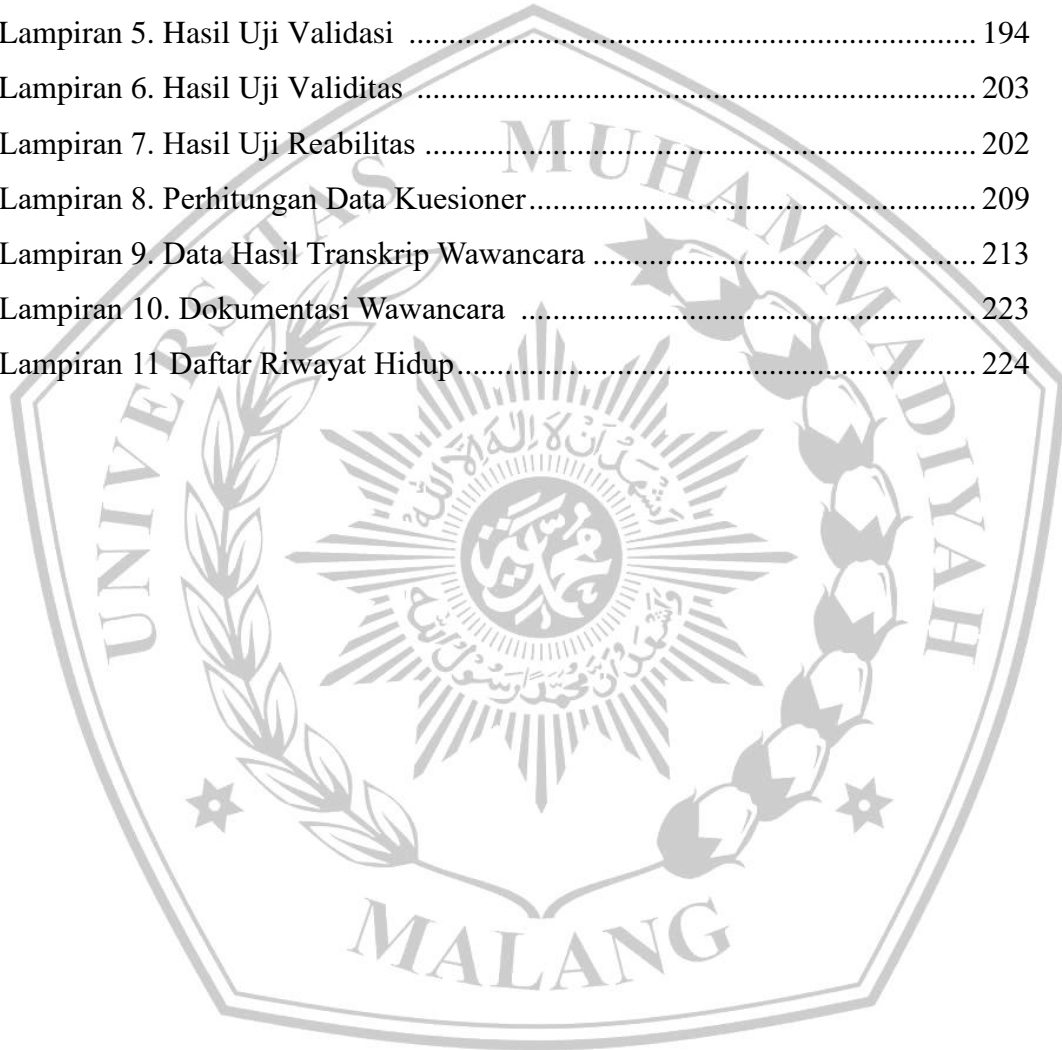 Lampiran 5. Hasil Uji Validasi ........................................................................ 194
Lampiran 6. Hasil Uji Validitas ....................................................................... 203
Lampiran 7. Hasil Uji Reabilitas ...................................................................... 202
Lampiran 8. Perhitungan Data Kuesioner......................................................... 209
Lampiran 9. Data Hasil Transkrip Wawancara ................................................. 213
Lampiran 10. Dokumentasi Wawancara .......................................................... 223
Lampiran 11 Daftar Riwayat Hidup.................................................................. 224
UNIVERSITAS MUHAMMADIYAH
MALANG